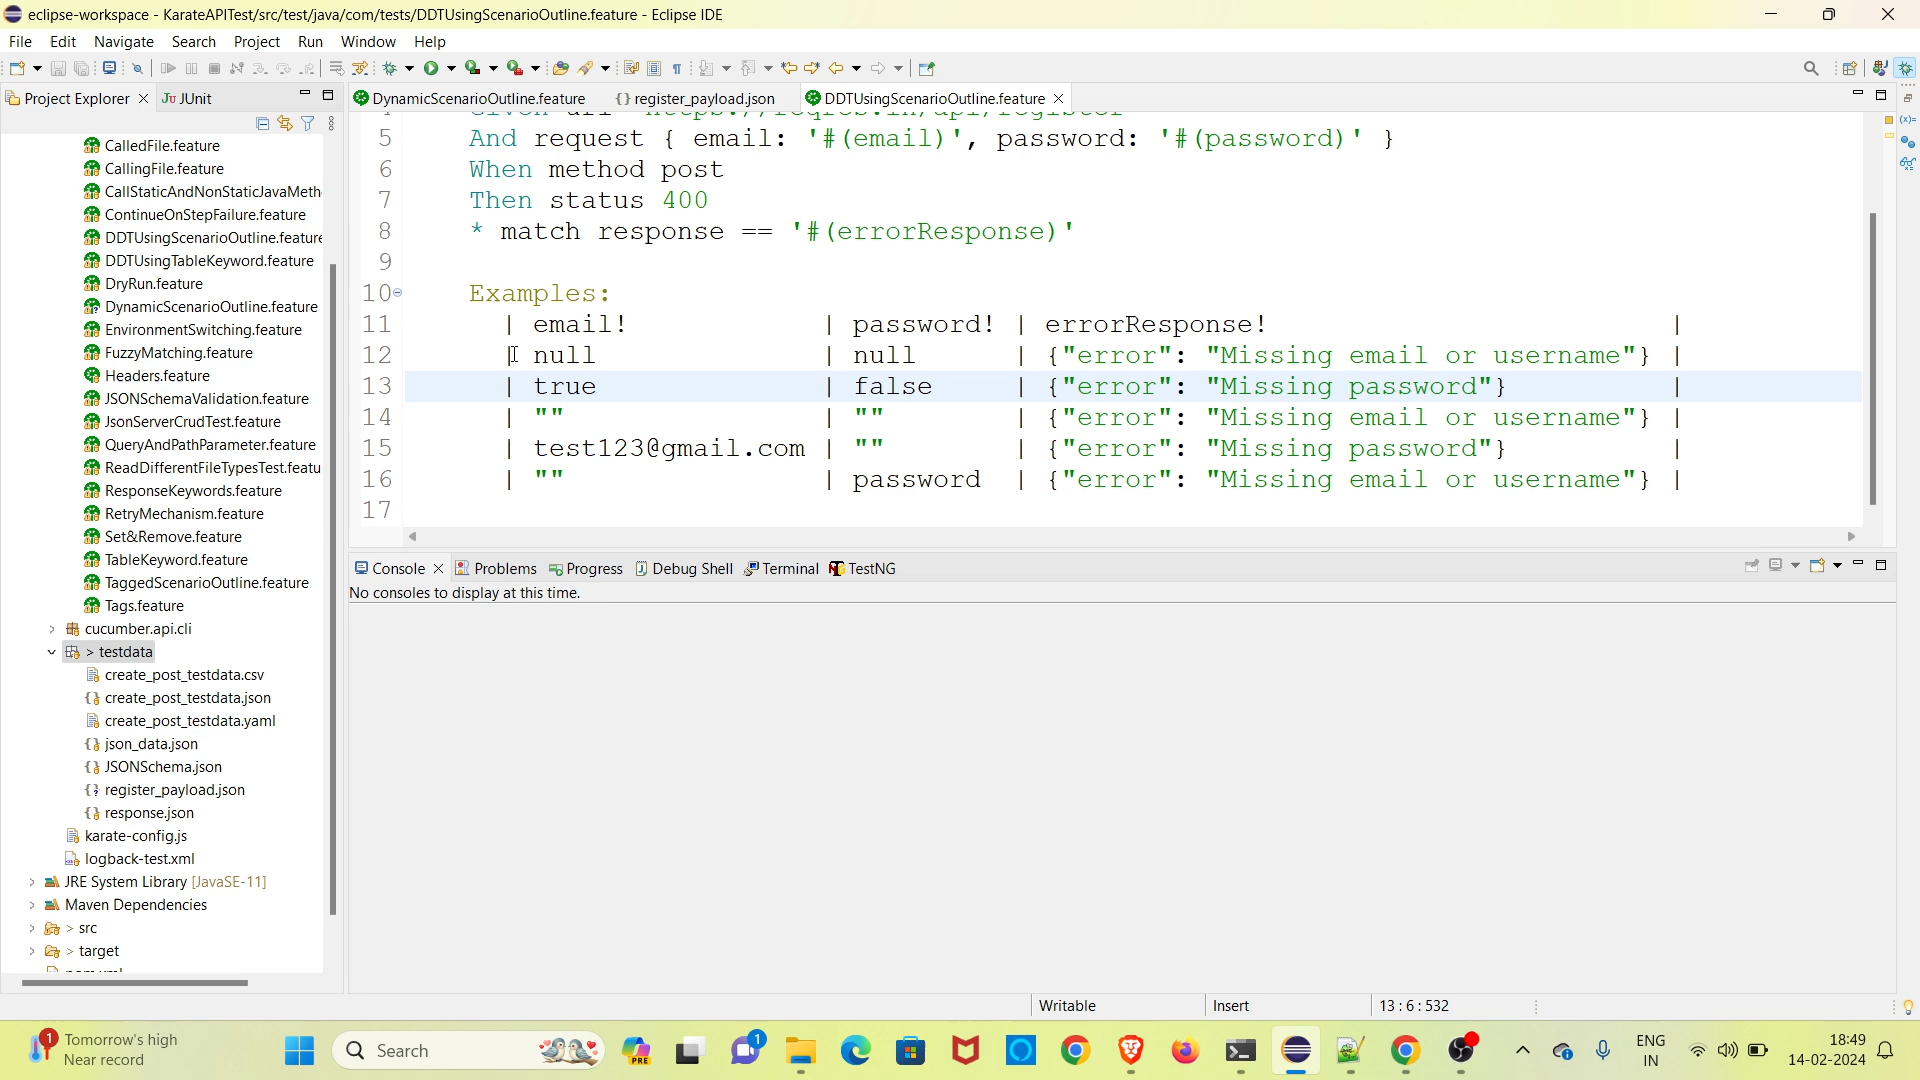 eclipse-workspace - KarateAPITest/src/test/java/com/tests/DDTUsingScenarioOutline.feature - Eclipse IDE
File Edit Navigate Search Project Run Window Help
Project Explorer JUnit
DynamicScenarioOutline.feature {} register_payload.json DDTUsingScenarioOutline.feature
CalledFile.feature
CallingFile.feature
CallStaticAndNonStaticJavaMeth
ContinueOnStepFailure.feature
DDTUsingScenarioOutline.feature
DDTUsingTableKeyword.feature
DryRun.feature
DynamicScenarioOutline.feature
EnvironmentSwitching.feature
FuzzyMatching.feature
Headers.feature
JSONSchemaValidation.feature
JsonServerCrudTest.feature
QueryAndPathParameter.feature
ReadDifferentFileTypesTest.featu
ResponseKeywords.feature
RetryMechanism.feature
Set&Remove.feature
TableKeyword.feature
TaggedScenarioOutline.feature
Tags.feature
cucumber.api.cli
> testdata
create_post_testdata.csv
create_post_testdata.json
create_post_testdata.yaml
json_data.json
JSONSchema.json
register_payload.json
response.json
karate-config.js
logback-test.xml
JRE System Library [JavaSE-11]
Maven Dependencies
> src
> target
5 And request { email: '#(email)', password: '#(password)' }
6 When method post
7 Then status 400
8 * match response == '#(errorResponse)'
9
10 Examples:
11 | email! | password! | errorResponse! |
12 | null | null | {"error": "Missing email or username"} |
13 | true | false | {"error": "Missing password"} |
14 | "" | "" | {"error": "Missing email or username"} |
15 | test123@gmail.com | "" | {"error": "Missing password"} |
16 | "" | password | {"error": "Missing email or username"} |
17
Console Problems Progress Debug Shell Terminal TestNG
No consoles to display at this time.
Writable Insert 13 : 6 : 532
1 Tomorrow's high
Near record
Search
PRE
1
ENG
IN
18:49
14-02-2024